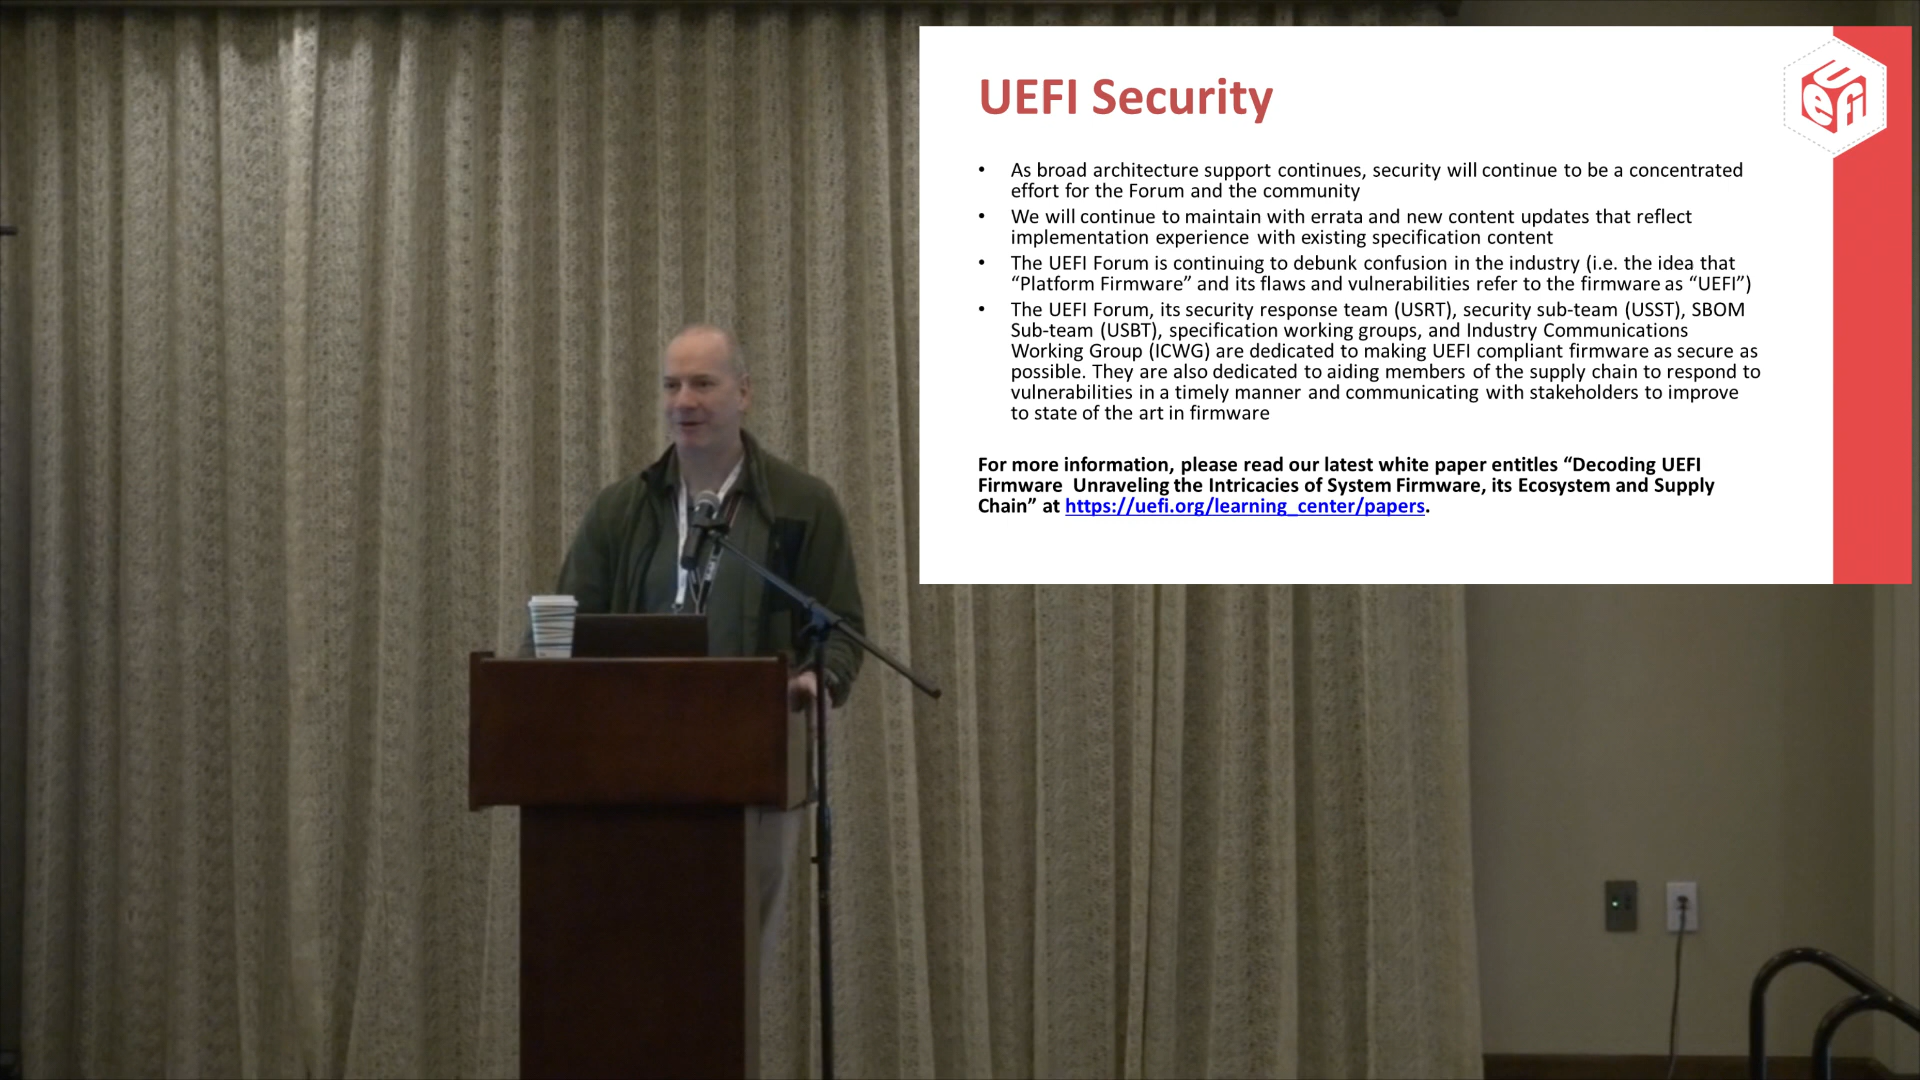 UEFI Security
uefi
• As broad architecture support continues, security will continue to be a concentrated
effort for the Forum and the community
• We will continue to maintain with errata and new content updates that reflect
implementation experience with existing specification content
• The UEFI Forum is continuing to debunk confusion in the industry (i.e. the idea that
“Platform Firmware” and its flaws and vulnerabilities refer to the firmware as “UEFI”)
• The UEFI Forum, its security response team (USRT), security sub-team (USST), SBOM
Sub-team (USBT), specification working groups, and Industry Communications
Working Group (ICWG) are dedicated to making UEFI compliant firmware as secure as
possible. They are also dedicated to aiding members of the supply chain to respond to
vulnerabilities in a timely manner and communicating with stakeholders to improve
to state of the art in firmware
For more information, please read our latest white paper entitles “Decoding UEFI
Firmware  Unraveling the Intricacies of System Firmware, its Ecosystem and Supply
Chain” at https://uefi.org/learning_center/papers.